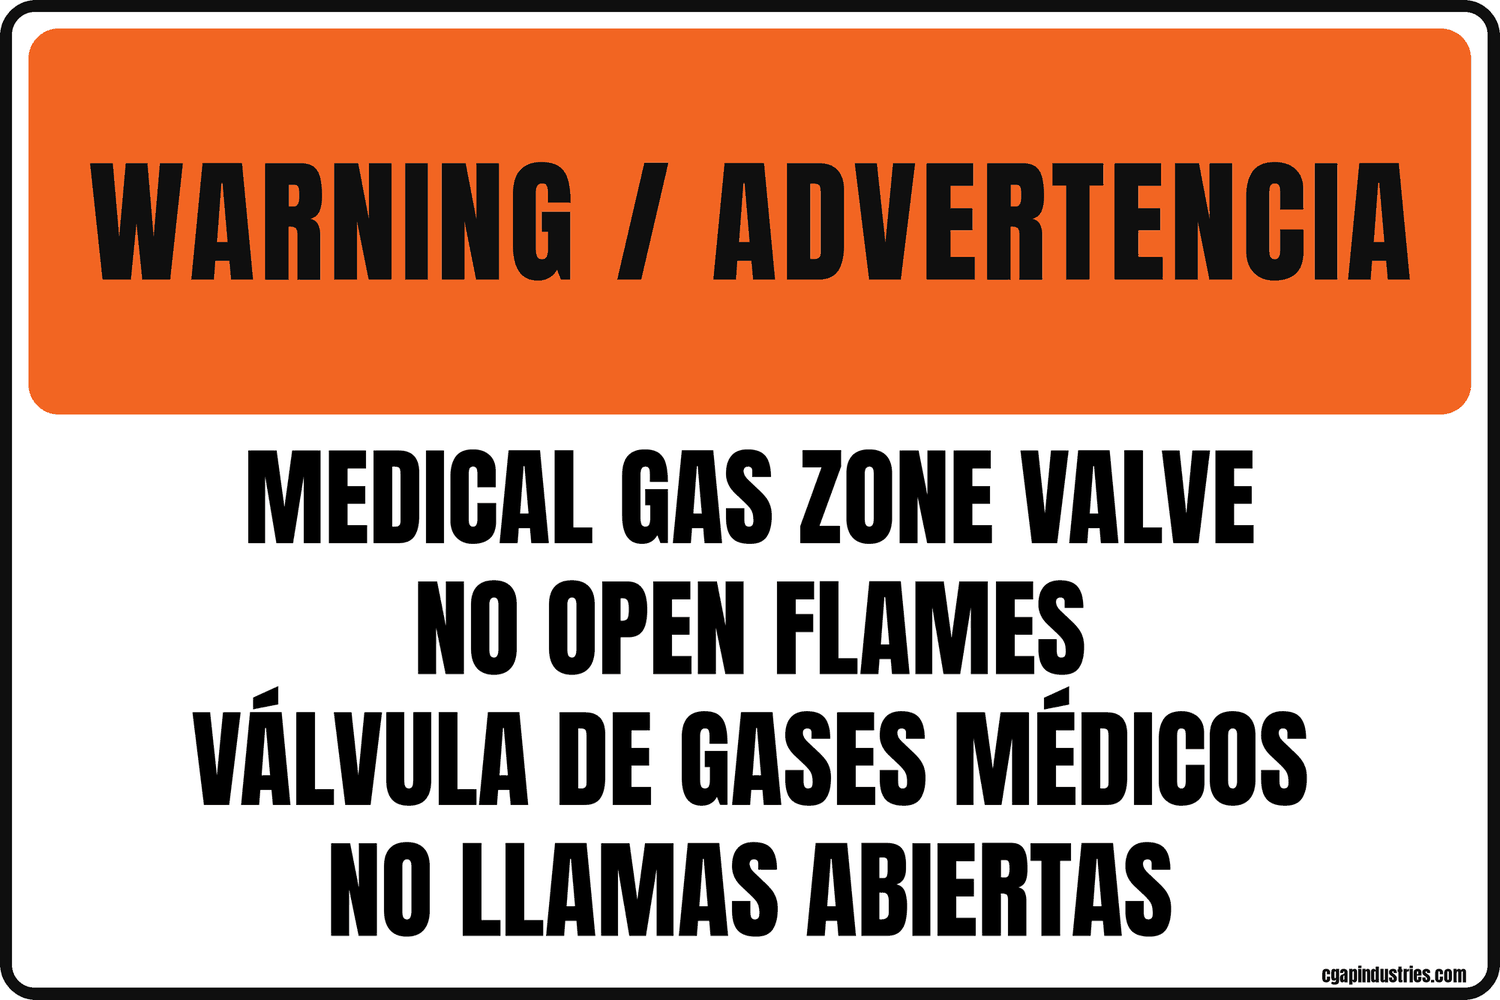 WARNING / ADVERTENCIA
MEDICAL GAS ZONE VALVE
NO OPEN FLAMES
VÁLVULA DE GASES MÉDICOS
NO LLAMAS ABIERTAS
cgapindustries.com